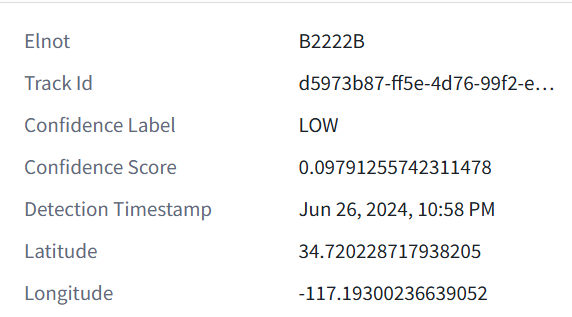 Elnot B2222B
Track Id d5973b87-ff5e-4d76-99f2-e...
Confidence Label LOW
Confidence Score 0.09791255742311478
Detection Timestamp Jun 26, 2024, 10:58 PM
Latitude 34.720228717938205
Longitude -117.19300236639052